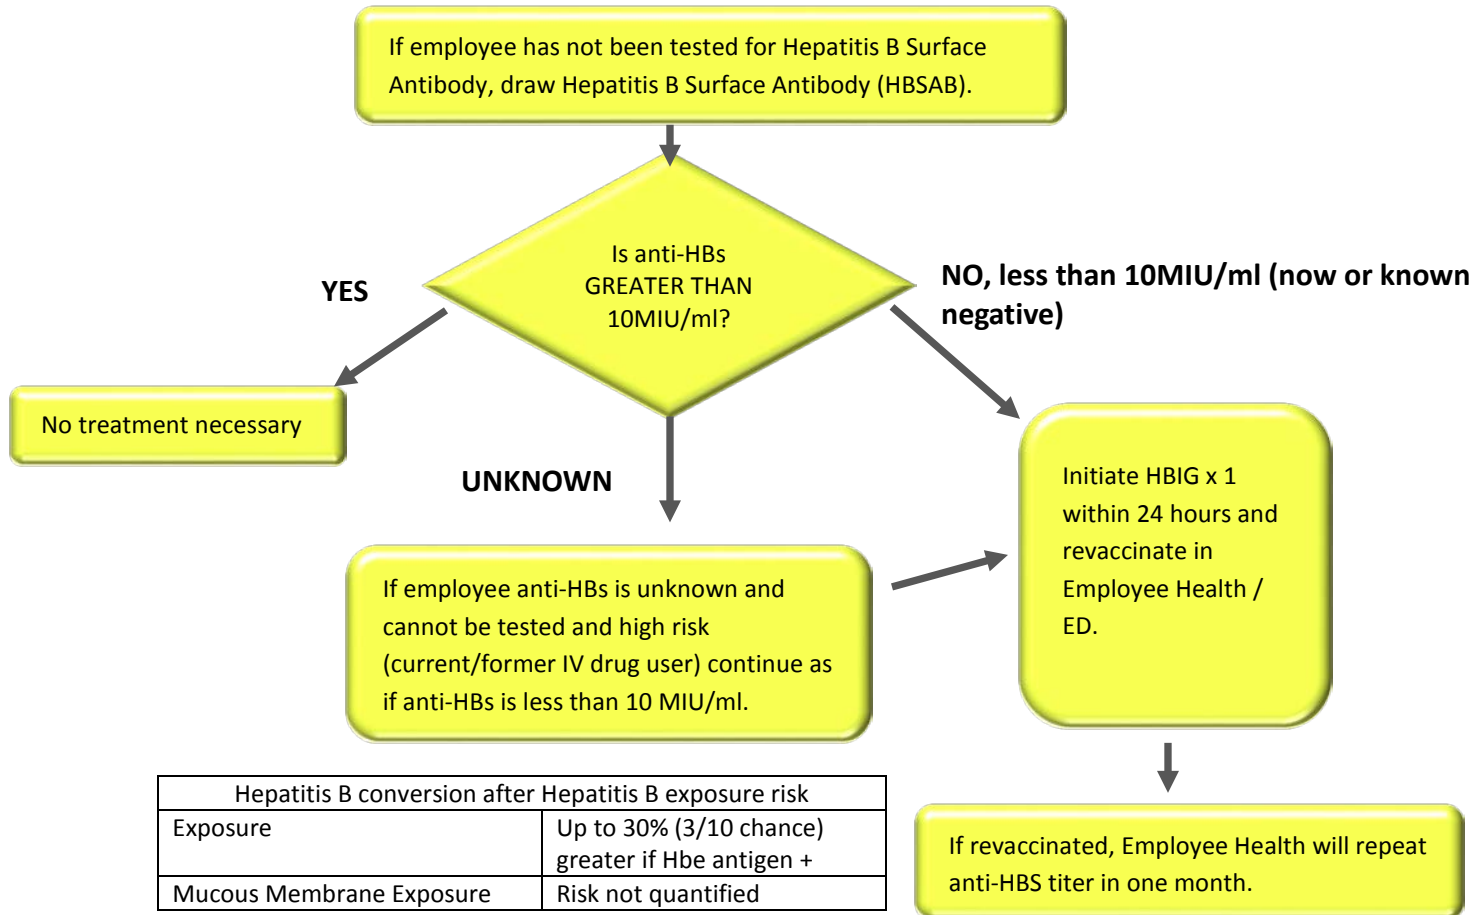 If employee has not been tested for Hepatitis B Surface
Antibody, draw Hepatitis B Surface Antibody (HBSAB).
Is anti-HBs
GREATER THAN
10MIU/ml?
YES
NO, less than 10MIU/ml (now or known
negative)
No treatment necessary
UNKNOWN
If employee anti-HBs is unknown and
cannot be tested and high risk
(current/former IV drug user) continue as
if anti-HBs is less than 10 MIU/ml.
Initiate HBIG x 1
within 24 hours and
revaccinate in
Employee Health /
ED.
Hepatitis B conversion after Hepatitis B exposure risk
Exposure
Up to 30% (3/10 chance)
greater if Hbe antigen +
Mucous Membrane Exposure
Risk not quantified
If revaccinated, Employee Health will repeat
anti-HBS titer in one month.